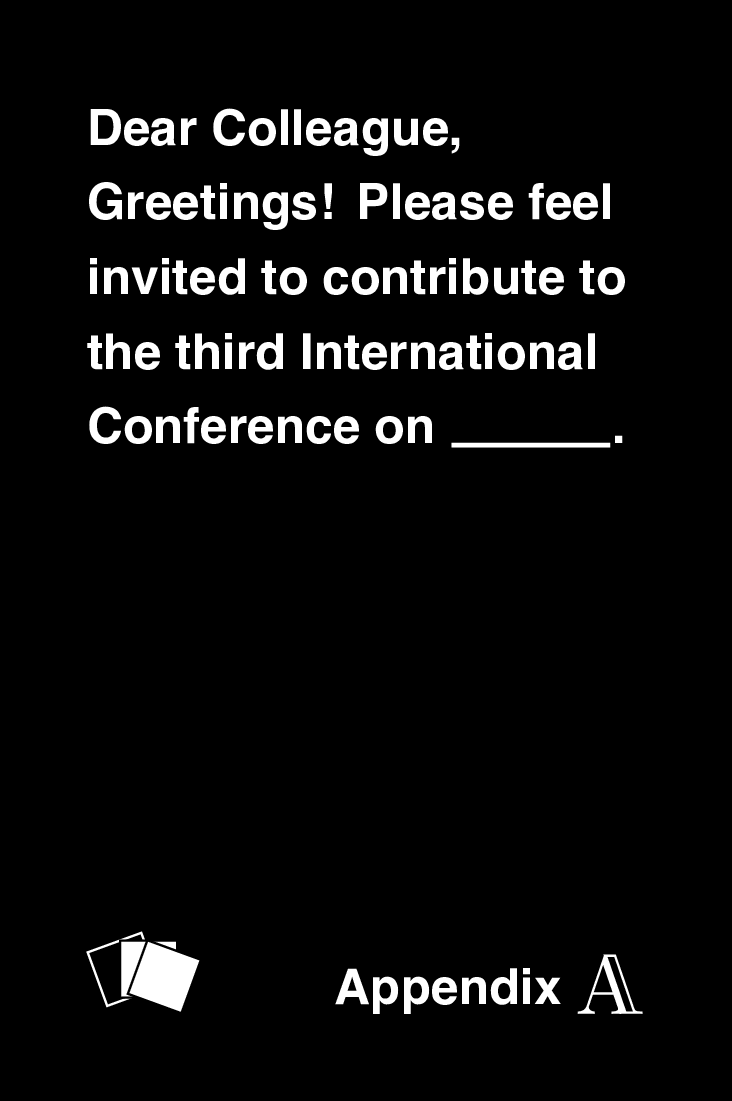 Dear Colleague,
Greetings! Please feel
invited to contribute to
the third International
Conference on ______.
Appendix 𝔸